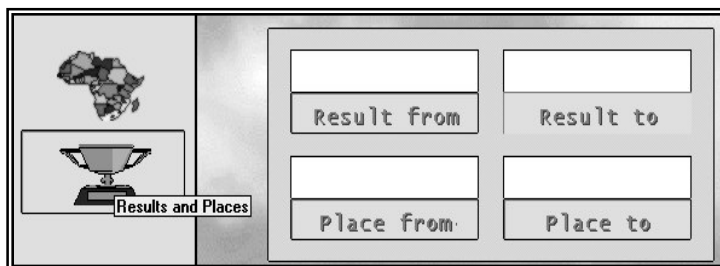 Result from
Result to
Results and Places
Place from
Place to